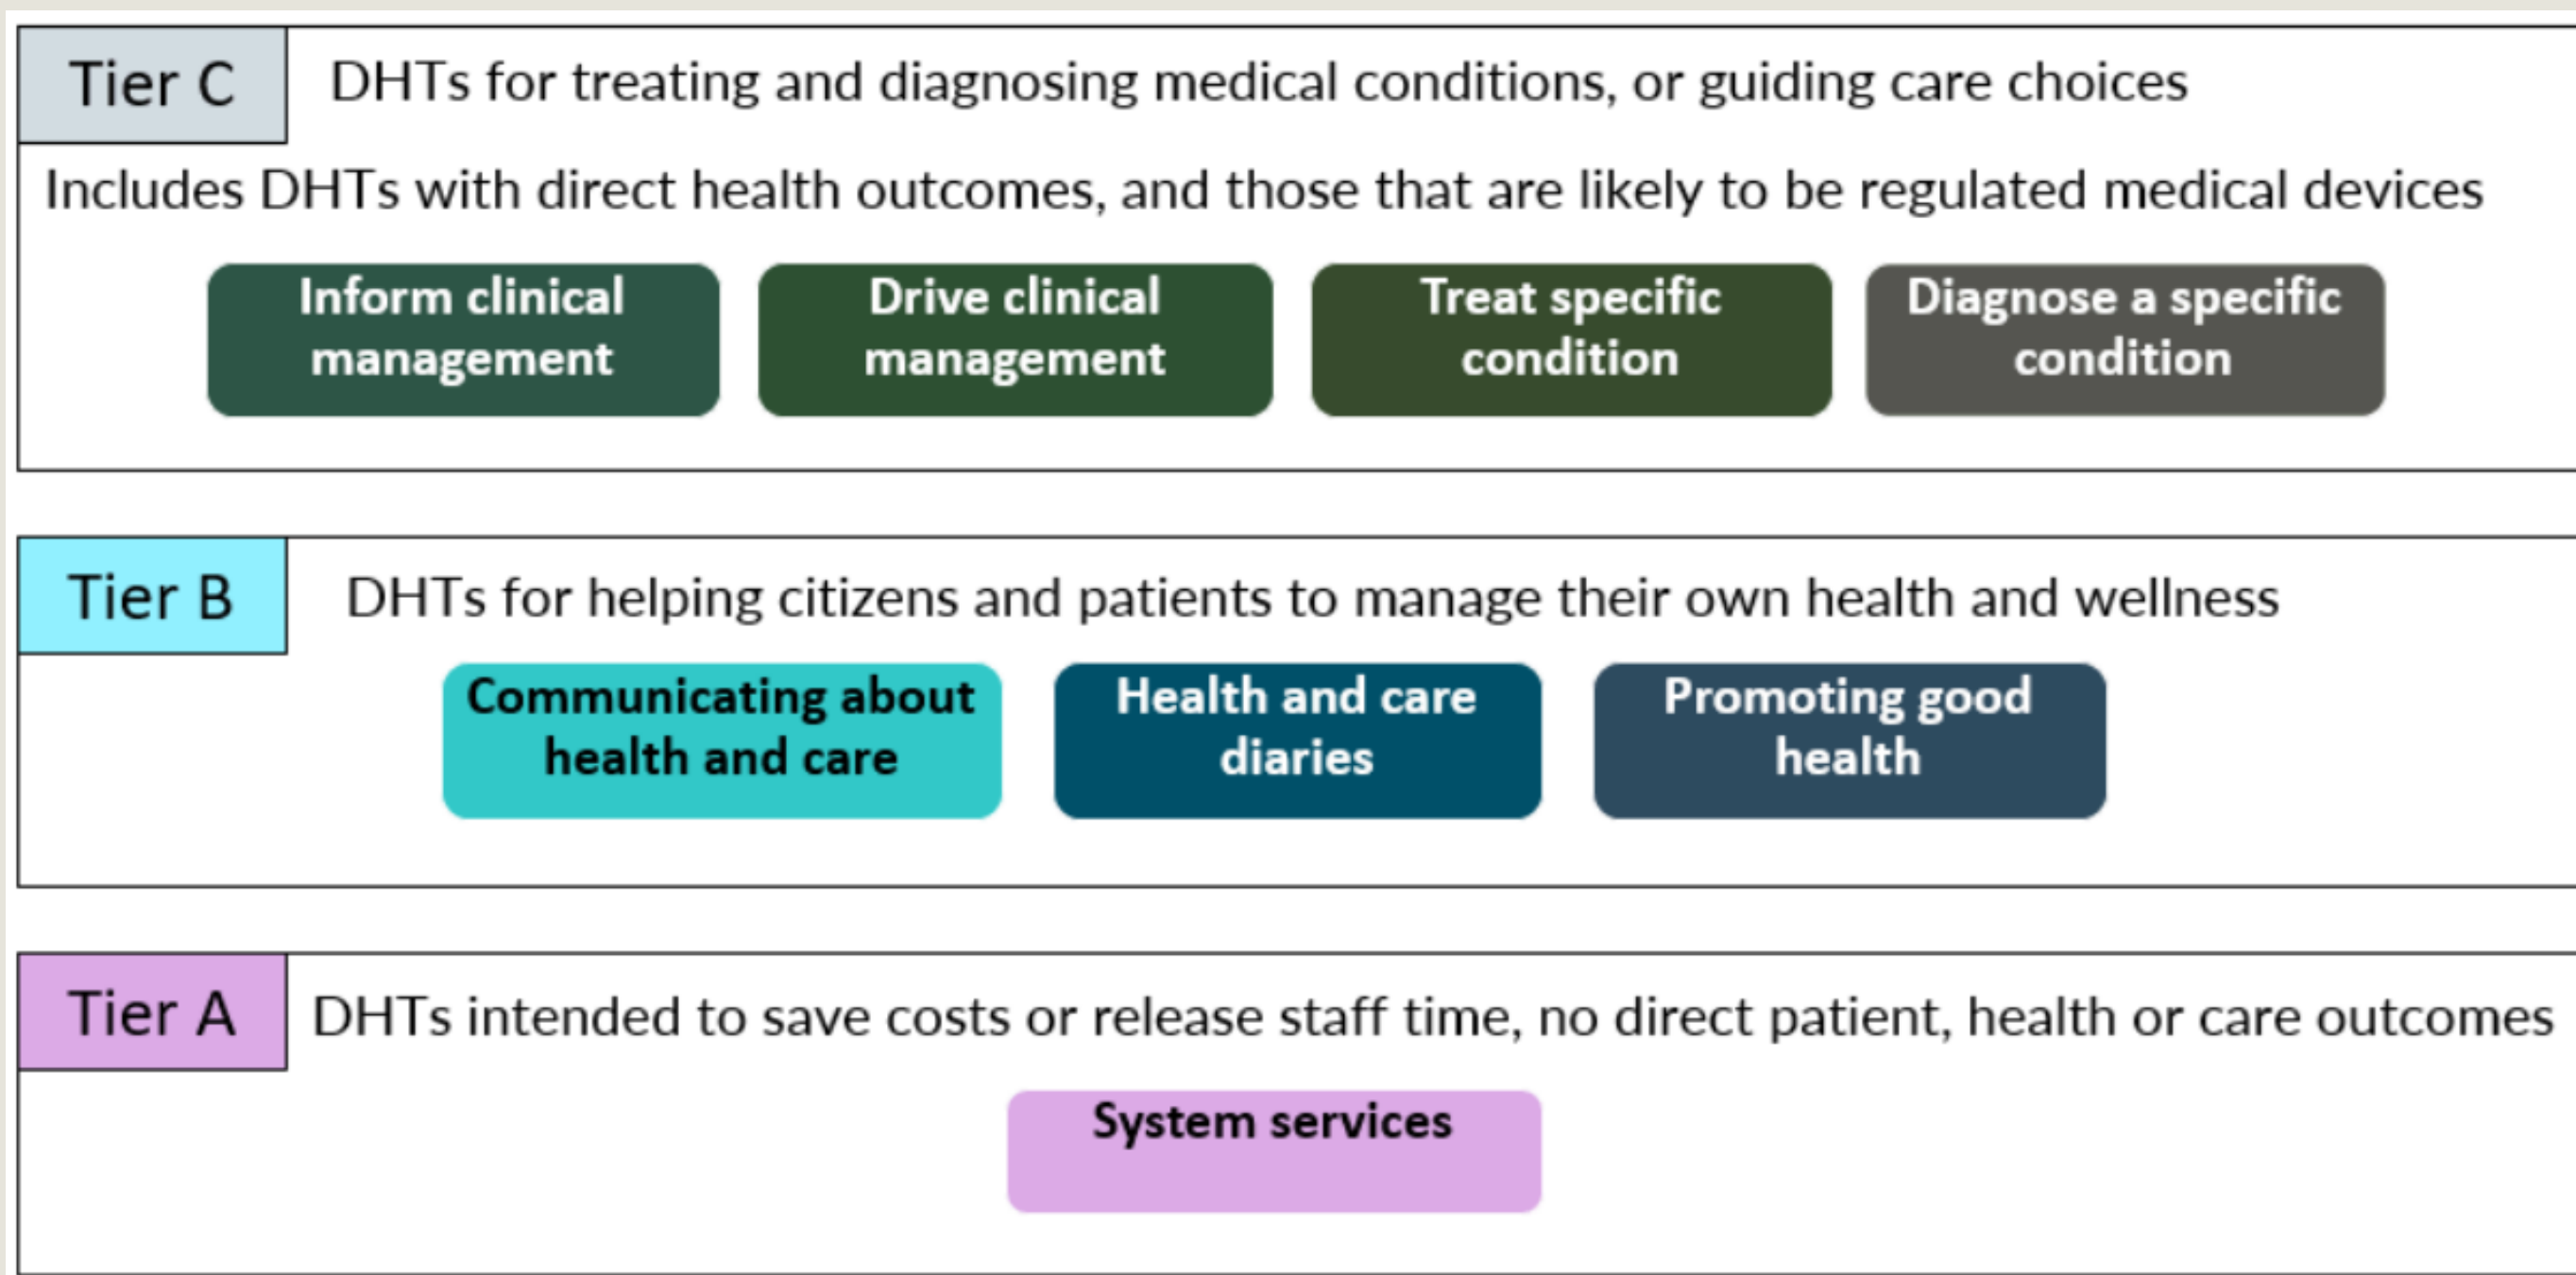 Tier C
DHTs for treating and diagnosing medical conditions, or guiding care choices
Includes DHTs with direct health outcomes, and those that are likely to be regulated medical devices
Inform clinical
management
Drive clinical
management
Treat specific
condition
Diagnose a specific
condition
Tier B
DHTs for helping citizens and patients to manage their own health and wellness
Communicating about
health and care
Health and care
diaries
Promoting good
health
Tier A
DHTs intended to save costs or release staff time, no direct patient, health or care outcomes
System services